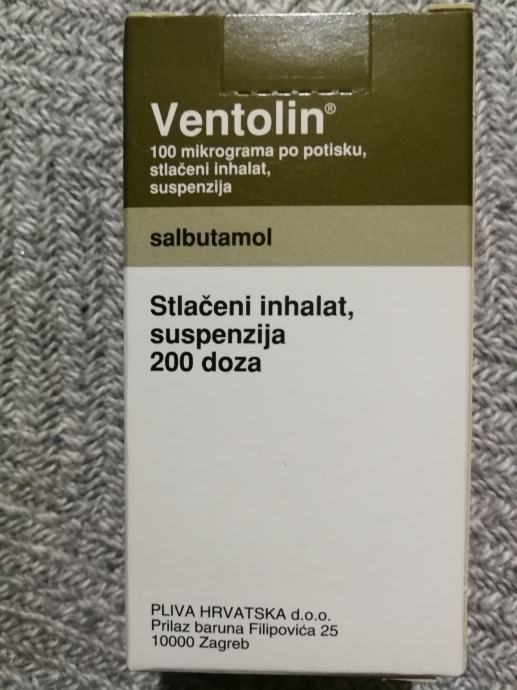 Ventolin®
100 mikrograma po potisku,
stlačeni inhalat,
suspenzija
salbutamol
Stlačeni inhalat,
suspenzija
200 doza
PLIVA HRVATSKA d.o.o.
Prilaz baruna Filipovića 25
10000 Zagreb